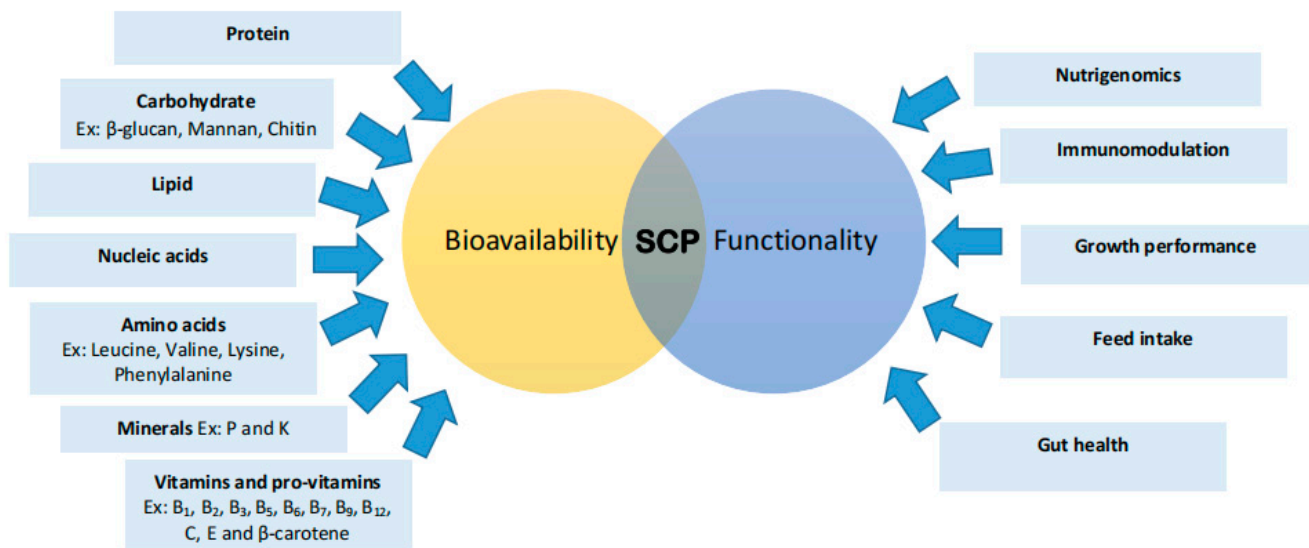 Protein
Carbohydrate
Ex: β-glucan, Mannan, Chitin
Lipid
Nucleic acids
Amino acids
Ex: Leucine, Valine, Lysine,
Phenylalanine
Minerals Ex: P and K
Vitamins and pro-vitamins
Ex: B₁, B₂, B₃, B₅, B₆, B₇, B₉, B₁₂,
C, E and β-carotene
Bioavailability
SCP
Functionality
Nutrigenomics
Immunomodulation
Growth performance
Feed intake
Gut health